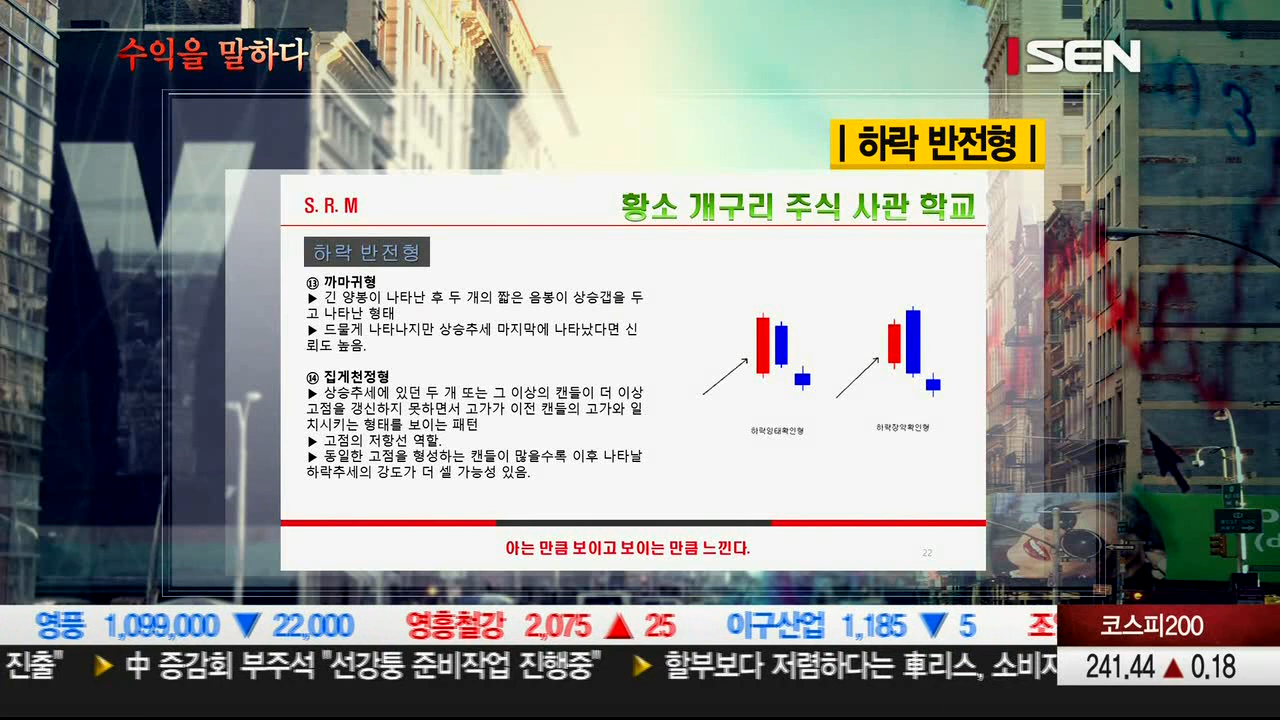 수익을 말하다
SEN
| 하락 반전형 |
S. R. M
황소 개구리 주식 사관 학교
하락 반전형
⑬ 까마귀형
▶ 긴 양봉이 나타난 후 두 개의 짧은 음봉이 상승갭을 두
고 나타난 형태
▶ 드물게 나타나지만 상승추세 마지막에 나타났다면 신
뢰도 높음.
⑭ 집게천정형
▶ 상승추세에 있던 두 개 또는 그 이상의 캔들이 더 이상
고점을 갱신하지 못하면서 고가가 이전 캔들의 고가와 일
치시키는 형태를 보이는 패턴
▶ 고점의 저항선 역할.
▶ 동일한 고점을 형성하는 캔들이 많을수록 이후 나타날
하락추세의 강도가 더 셀 가능성 있음.
하락잉태확인형
하락장악확인형
아는 만큼 보이고 보이는 만큼 느낀다.
22
영풍 1,099,000 ▼ 22,000 영흥철강 2,075 ▲ 25 이구산업 1,185 ▼ 5
코스피200
진출" ▶ 中 증감회 부주석 "선강퉁 준비작업 진행중" ▶ 할부보다 저렴하다는 車리스, 소비자
241.44 ▲ 0.18